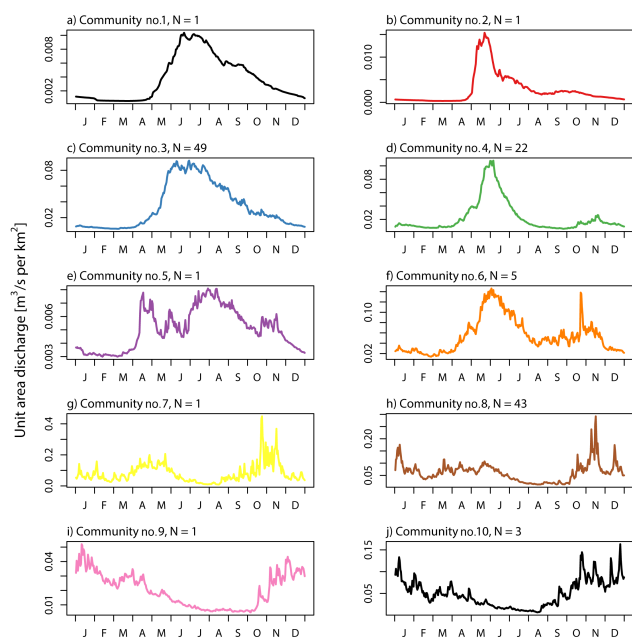 a) Community no.1, N = 1
0.002 0.008
J F M A M J J A S O N D
b) Community no.2, N = 1
0.000 0.010
J F M A M J J A S O N D
c) Community no.3, N = 49
0.02 0.08
J F M A M J J A S O N D
d) Community no.4, N = 22
0.02 0.08
J F M A M J J A S O N D
Unit area discharge [m³/s per km²]
e) Community no.5, N = 1
0.003 0.006
J F M A M J J A S O N D
f) Community no.6, N = 5
0.02 0.10
J F M A M J J A S O N D
g) Community no.7, N = 1
0.0 0.2 0.4
J F M A M J J A S O N D
h) Community no.8, N = 43
0.05 0.20
J F M A M J J A S O N D
i) Community no.9, N = 1
0.01 0.04
J F M A M J J A S O N D
j) Community no.10, N = 3
0.05 0.15
J F M A M J J A S O N D